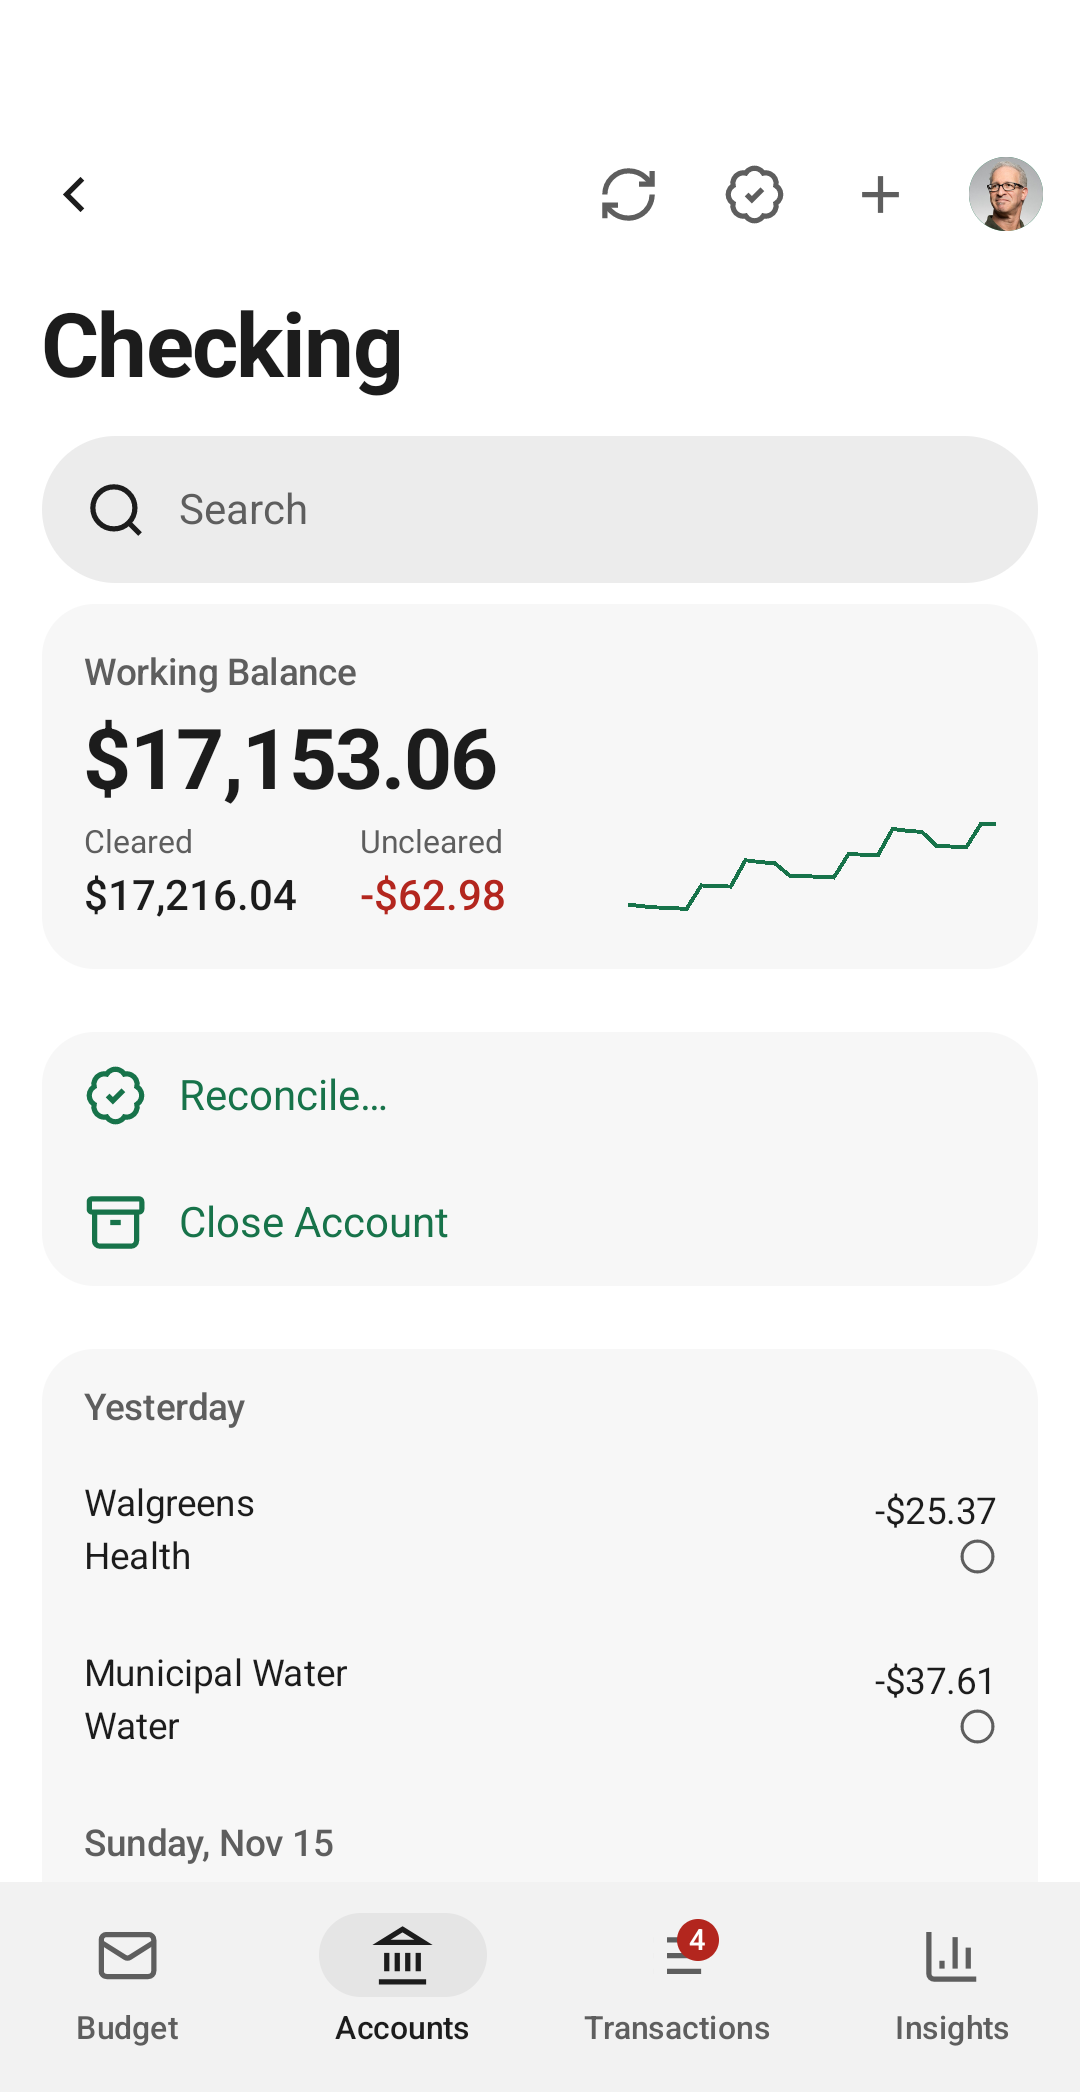 Checking
Search
Working Balance
$17,153.06
Cleared
Uncleared
$17,216.04
-$62.98
Reconcile...
Close Account
Yesterday
Walgreens
-$25.37
Health
Municipal Water
-$37.61
Water
Sunday, Nov 15
4
Budget
Accounts
Transactions
Insights